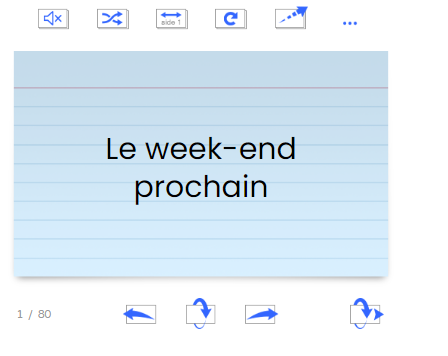 side 1
...
Le week-end
prochain
1 / 80